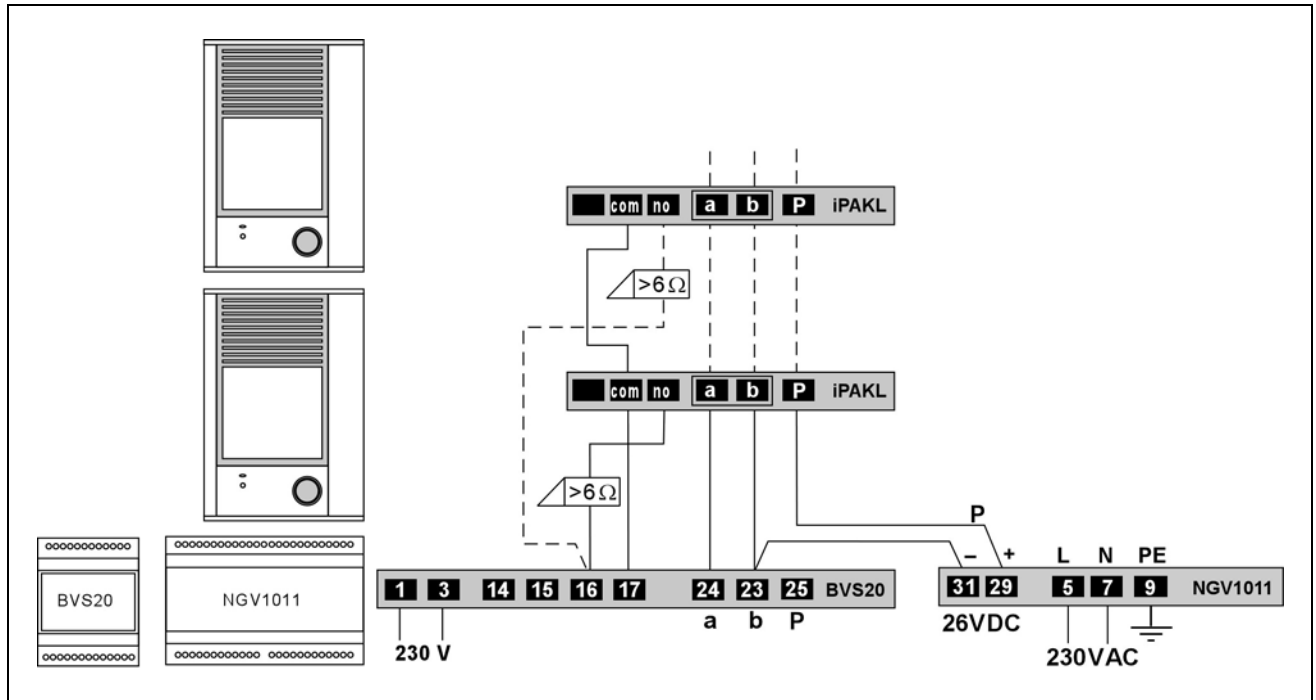 com no a b P iPAKL
>6Ω
com no a b P iPAKL
>6Ω
P
– + L N PE
BVS20
NGV1011
1 3 14 15 16 17 24 23 25 BVS20
31 29 5 7 9 NGV1011
a b P
26VDC
230 V
230VAC